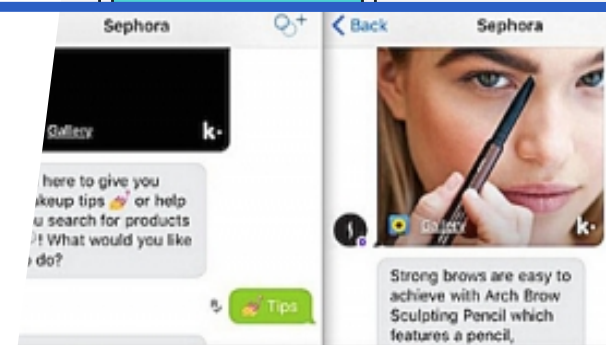 Sephora
Gallery
k·
here to give you
keup tips 💅 or help
u search for products
! What would you like
do?
💅 Tips
Back
Sephora
Gallery
k·
Strong brows are easy to
achieve with Arch Brow
Sculpting Pencil which
features a pencil,